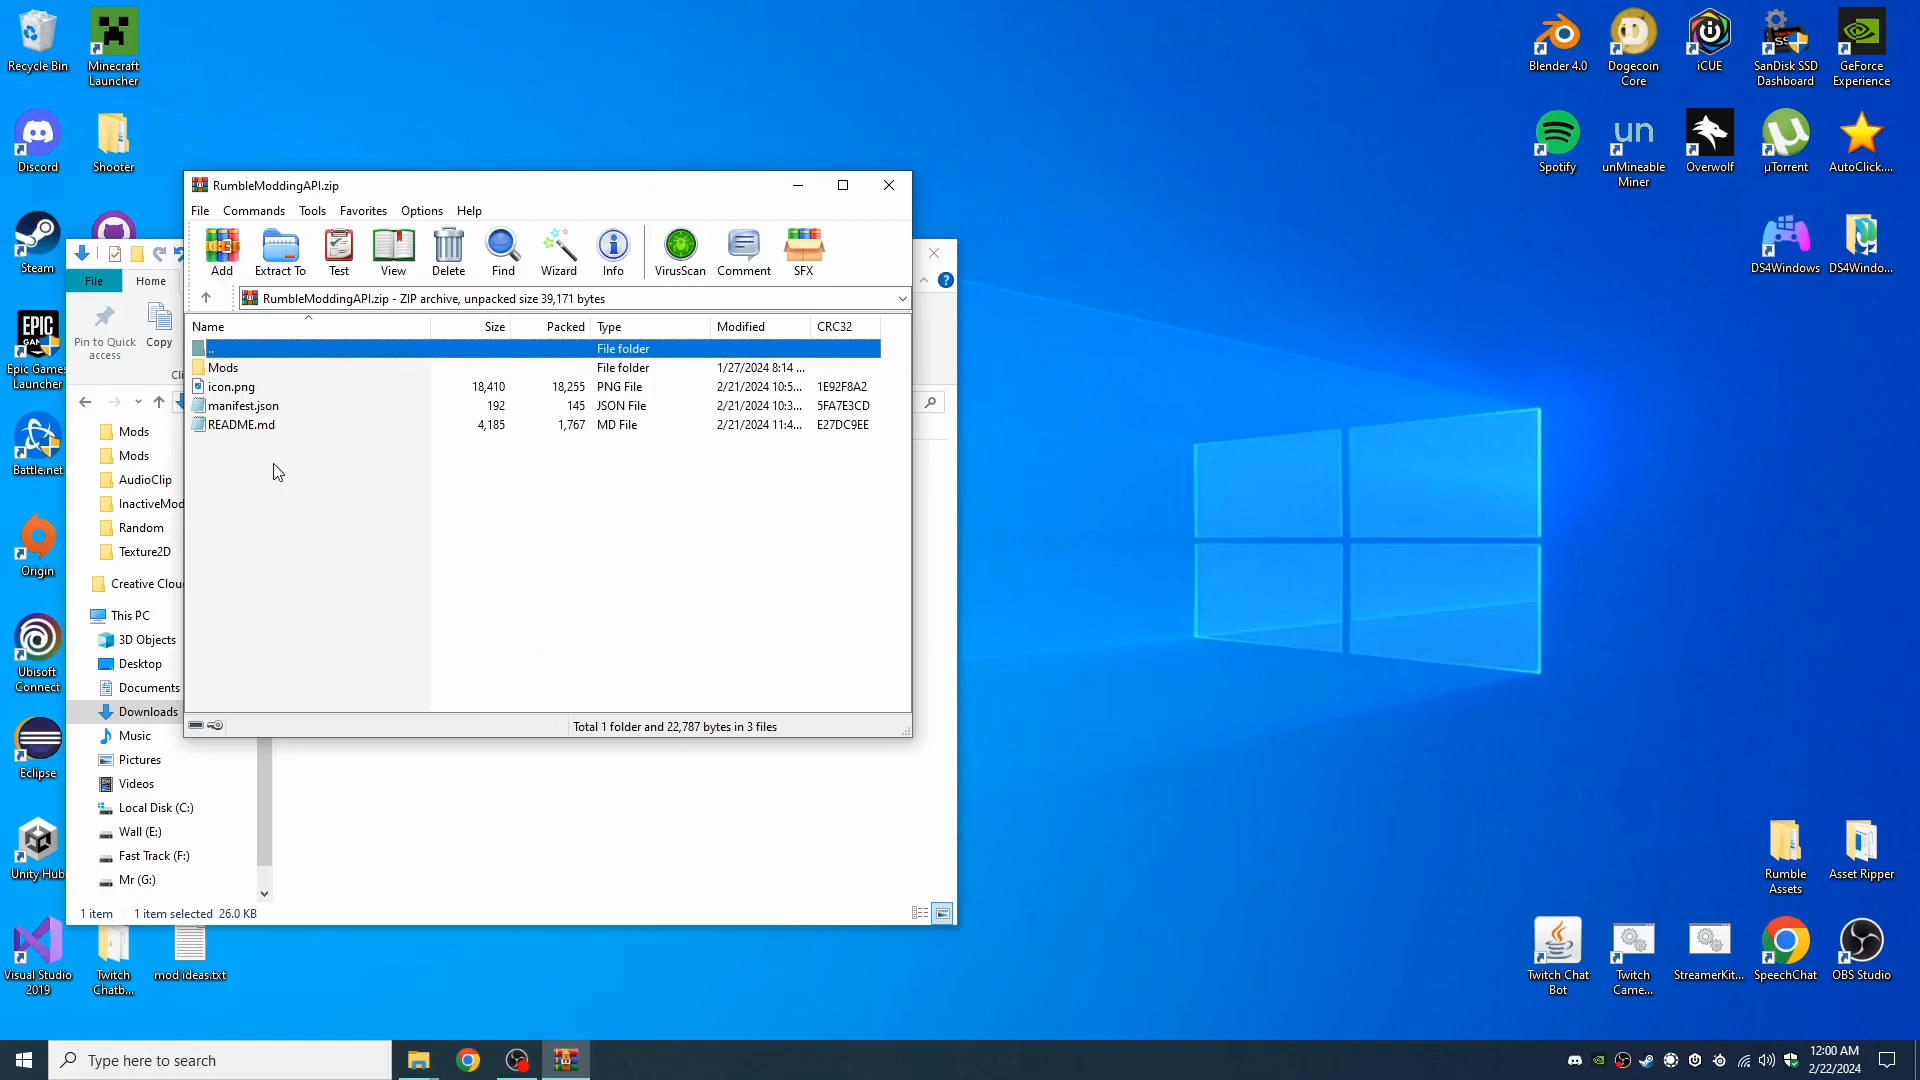 Recycle Bin
Minecraft
Launcher
Discord
Shooter
Steam
Epic Games
Launcher
Battle.net
Origin
Ubisoft
Connect
Eclipse
Unity Hub
Visual Studio
2019
Twitch
Chatb...
mod ideas.txt
Blender 4.0
Dogecoin
Core
iCUE
SanDisk SSD
Dashboard
GeForce
Experience
Spotify
unMineable
Miner
Overwolf
µTorrent
AutoClick....
DS4Windows
DS4Windo...
RumbleModdingAPI.zip
File Commands Tools Favorites Options Help
Add Extract To Test View Delete Find Wizard Info VirusScan Comment SFX
RumbleModdingAPI.zip - ZIP archive, unpacked size 39,171 bytes
Name Size Packed Type Modified CRC32
.. File folder
Mods File folder 1/27/2024 8:14 ...
icon.png 18,410 18,255 PNG File 2/21/2024 10:5... 1E92F8A2
manifest.json 192 145 JSON File 2/21/2024 10:3... 5FA7E3CD
README.md 4,185 1,767 MD File 2/21/2024 11:4... E27DC9EE
Total 1 folder and 22,787 bytes in 3 files
File Home
Pin to Quick
access
Copy
Mods
Mods
AudioClip
InactiveMod
Random
Texture2D
Creative Clou
This PC
3D Objects
Desktop
Documents
Downloads
Music
Pictures
Videos
Local Disk (C:)
Wall (E:)
Fast Track (F:)
Mr (G:)
1 item 1 item selected 26.0 KB
Rumble
Assets
Asset Ripper
Twitch Chat
Bot
Twitch
Came...
StreamerKit...
SpeechChat
OBS Studio
Type here to search
12:00 AM
2/22/2024